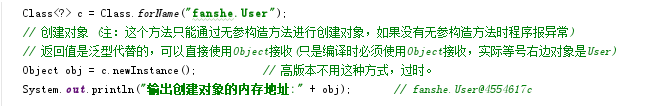 Class<?> c = Class.forName("fanshe.User");
// 创建对象 (注: 这个方法只能通过无参构造方法进行创建对象，如果没有无参构造方法时程序报异常)
// 返回值是泛型代替的，可以直接使用Object接收(只是编译时必须使用Object接收，实际等号右边对象是User)
Object obj = c.newInstance(); // 高版本不用这种方式，过时。
System.out.println("输出创建对象的内存地址:" + obj); // fanshe.User@4554617c